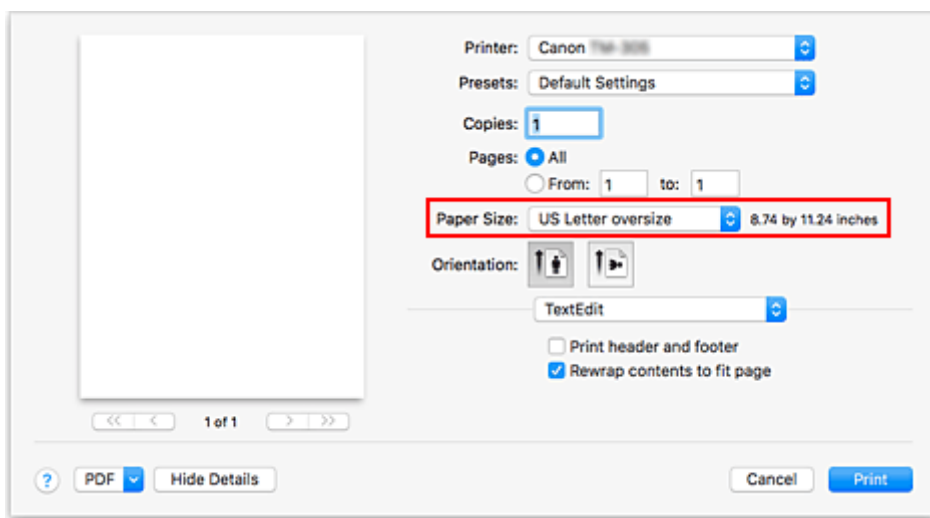 Printer: Canon
Presets: Default Settings
Copies: 1
Pages: All
From: 1 to: 1
Paper Size: US Letter oversize 8.74 by 11.24 inches
Orientation:
TextEdit
Print header and footer
Rewrap contents to fit page
<< < 1 of 1 > >>
? PDF Hide Details Cancel Print